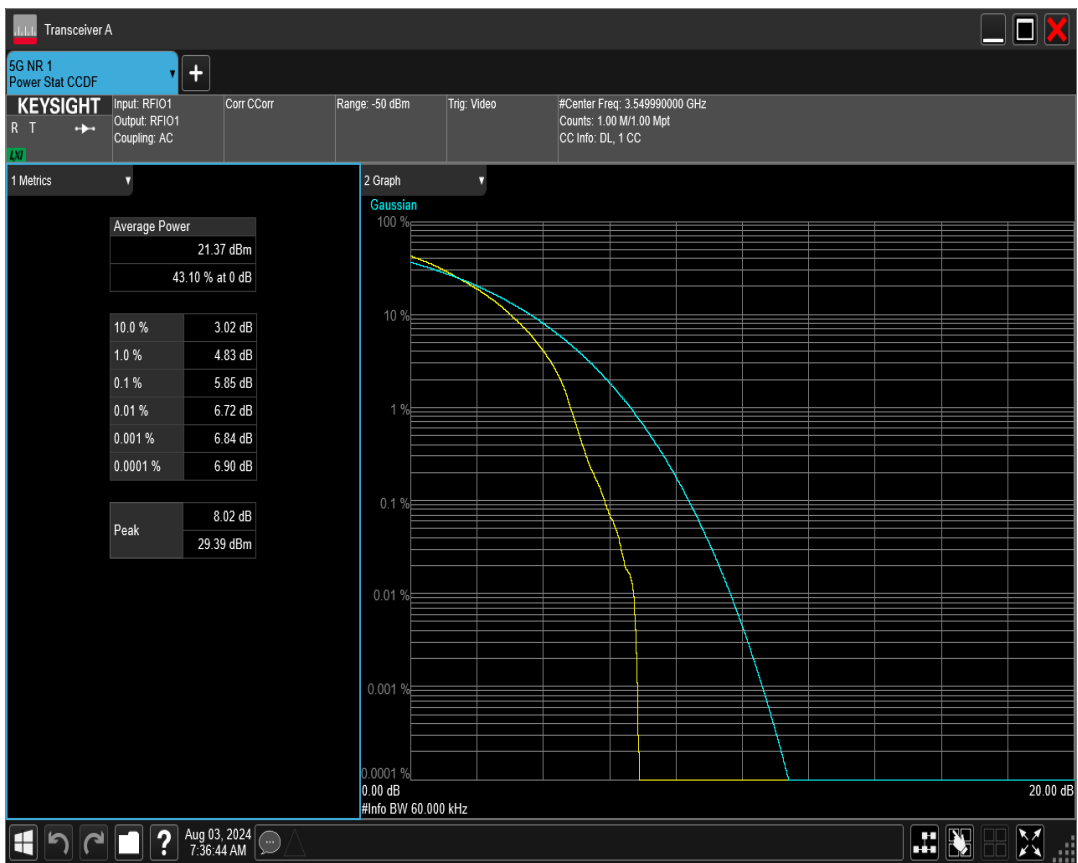 Transceiver A
5G NR 1
Power Stat CCDF
+
KEYSIGHT
R T
LXI
Input: RFIO1
Output: RFIO1
Coupling: AC
Corr CCorr
Range: -50 dBm
Trig: Video
#Center Freq: 3.549990000 GHz
Counts: 1.00 M/1.00 Mpt
CC Info: DL, 1 CC
1 Metrics
Average Power
21.37 dBm
43.10 % at 0 dB
10.0 % 3.02 dB
1.0 % 4.83 dB
0.1 % 5.85 dB
0.01 % 6.72 dB
0.001 % 6.84 dB
0.0001 % 6.90 dB
Peak
8.02 dB
29.39 dBm
2 Graph
Gaussian
100 %
10 %
1 %
0.1 %
0.01 %
0.001 %
0.0001 %
0.00 dB 20.00 dB
#Info BW 60.000 kHz
?
Aug 03, 2024
7:36:44 AM